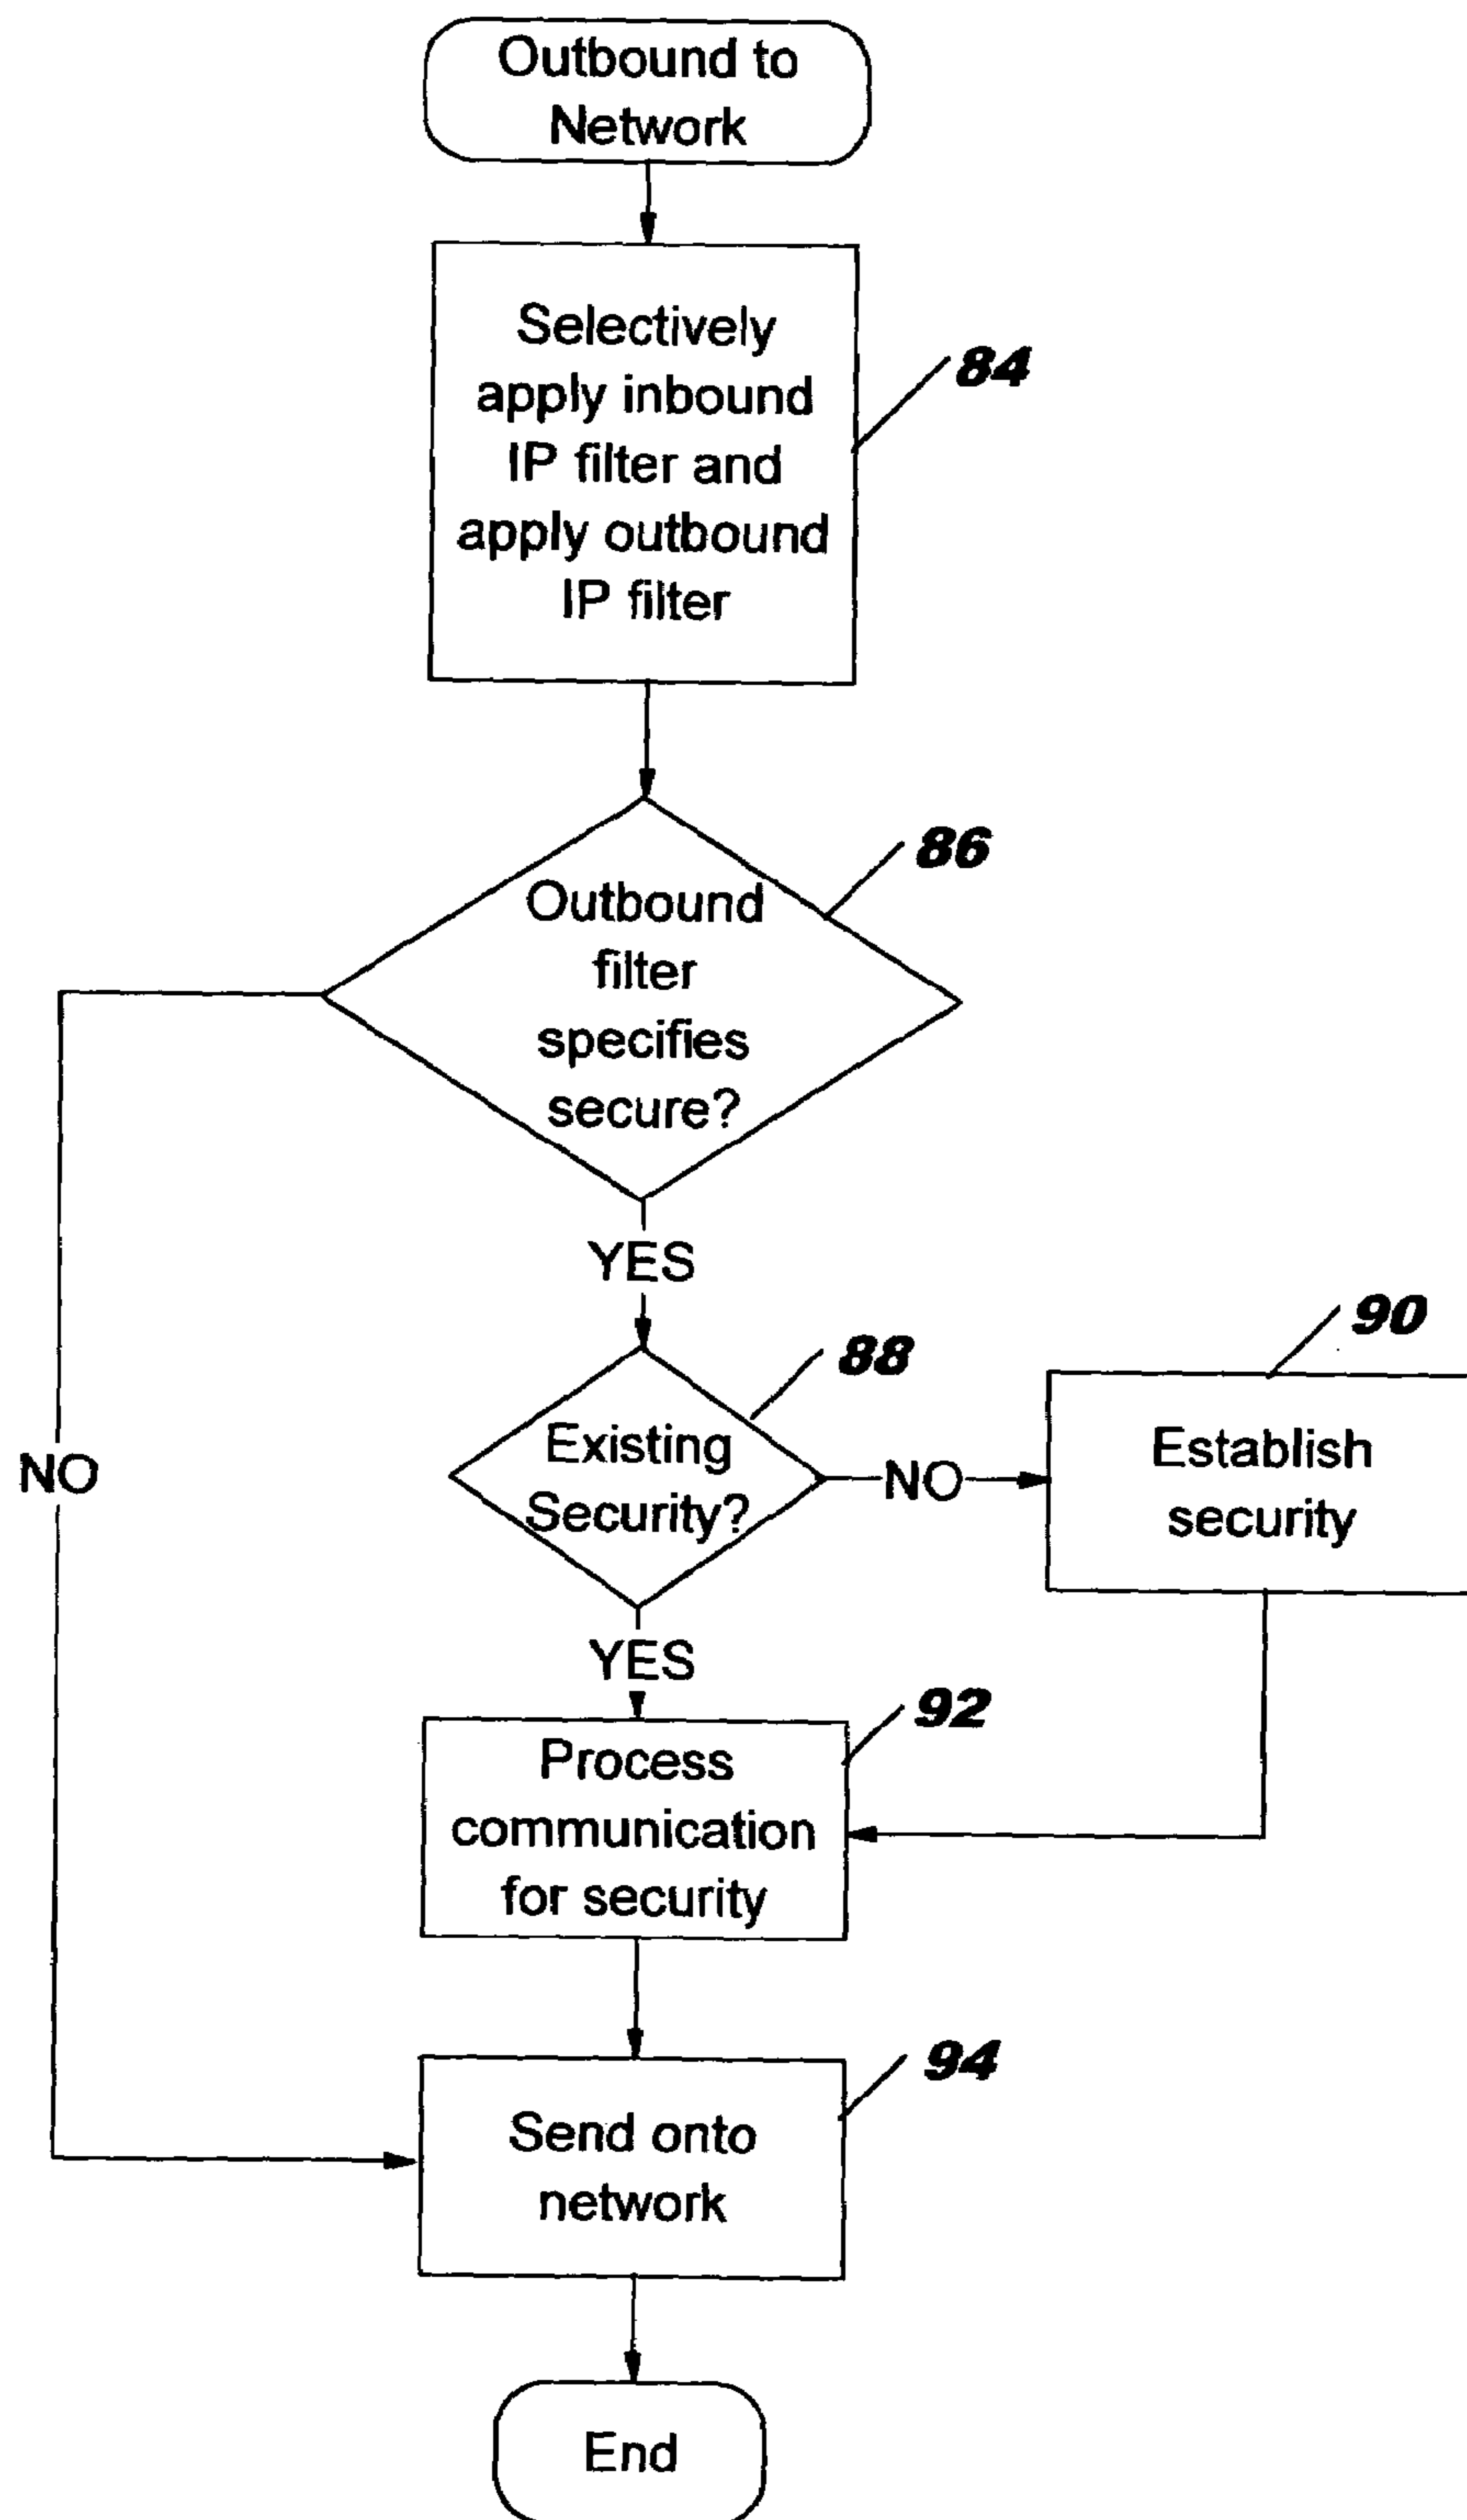 Outbound to
Network
Selectively
apply inbound
IP filter and
apply outbound
IP filter
84
Outbound
filter
specifies
secure?
86
YES
NO
Existing
Security?
88
NO
Establish
security
90
YES
Process
communication
for security
92
Send onto
network
94
End